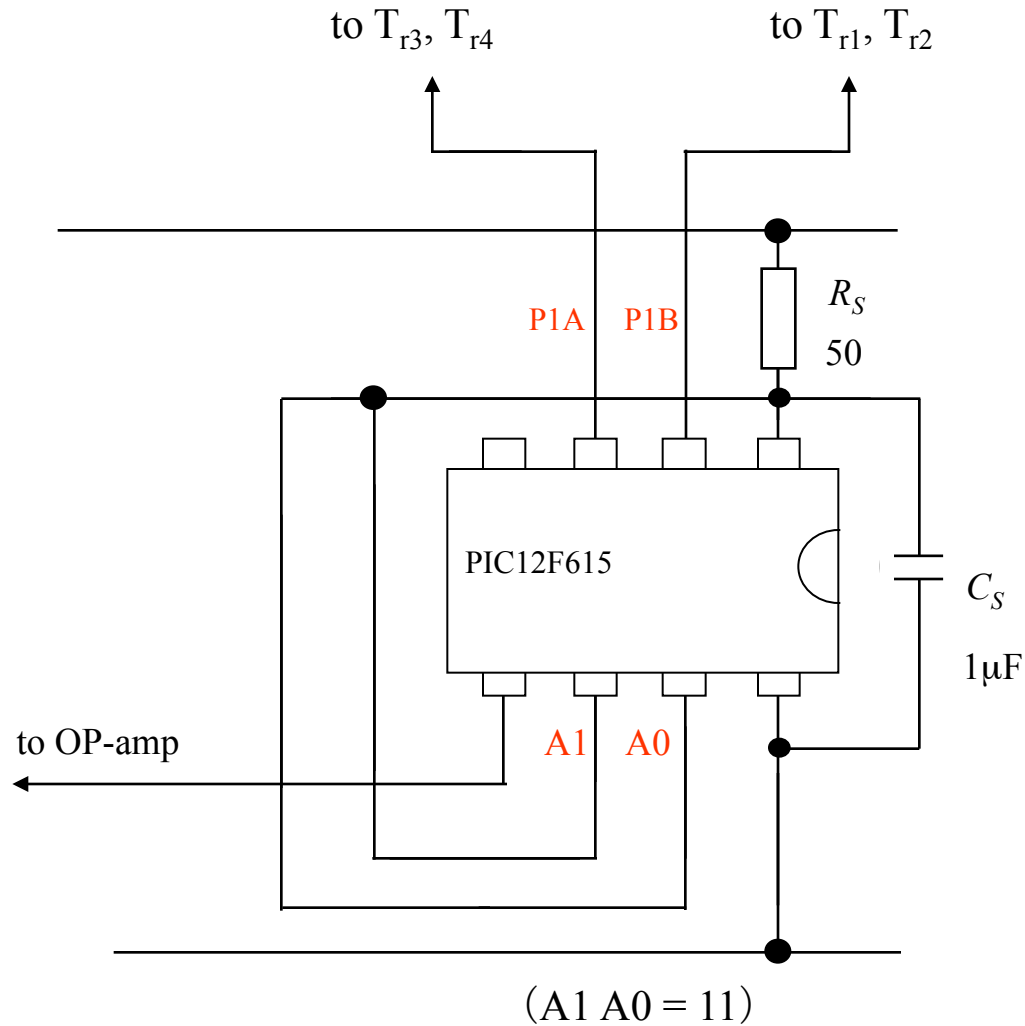 to Tr3, Tr4
to Tr1, Tr2
P1A
P1B
RS
50
PIC12F615
CS
1μF
to OP-amp
A1
A0
（A1 A0 = 11）